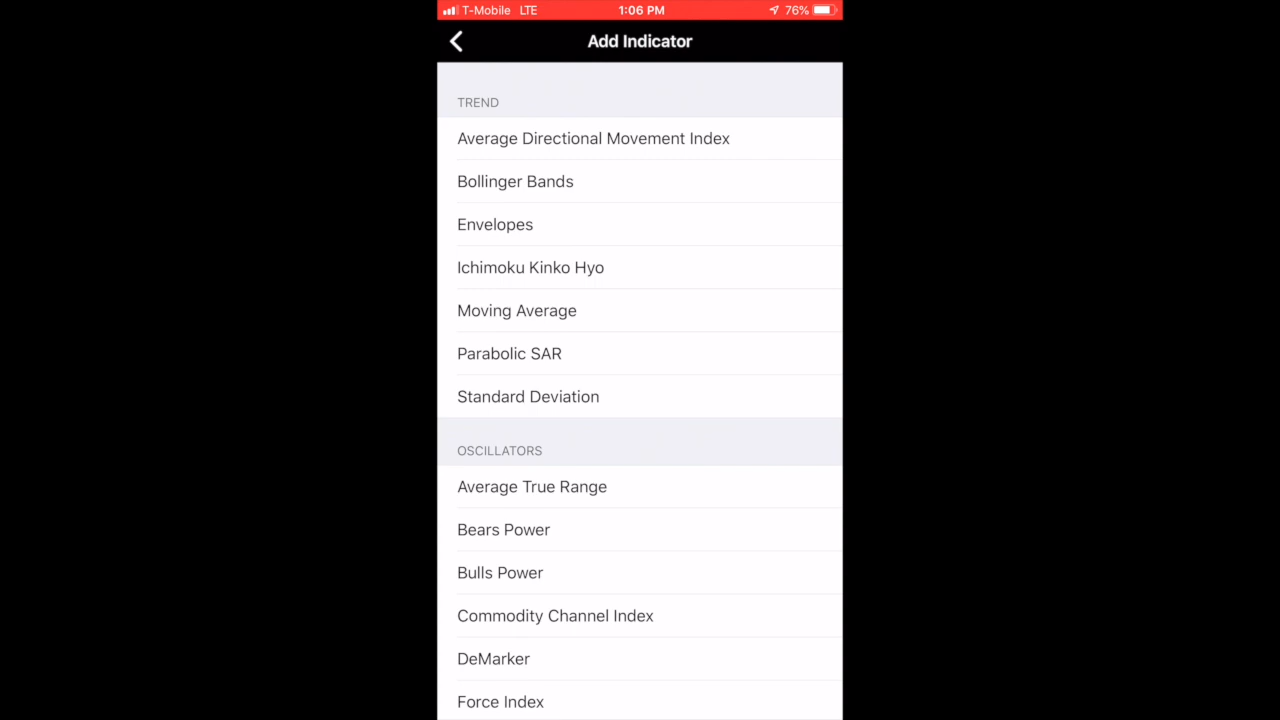 T-Mobile LTE 1:06 PM 76%
Add Indicator
TREND
Average Directional Movement Index
Bollinger Bands
Envelopes
Ichimoku Kinko Hyo
Moving Average
Parabolic SAR
Standard Deviation
OSCILLATORS
Average True Range
Bears Power
Bulls Power
Commodity Channel Index
DeMarker
Force Index